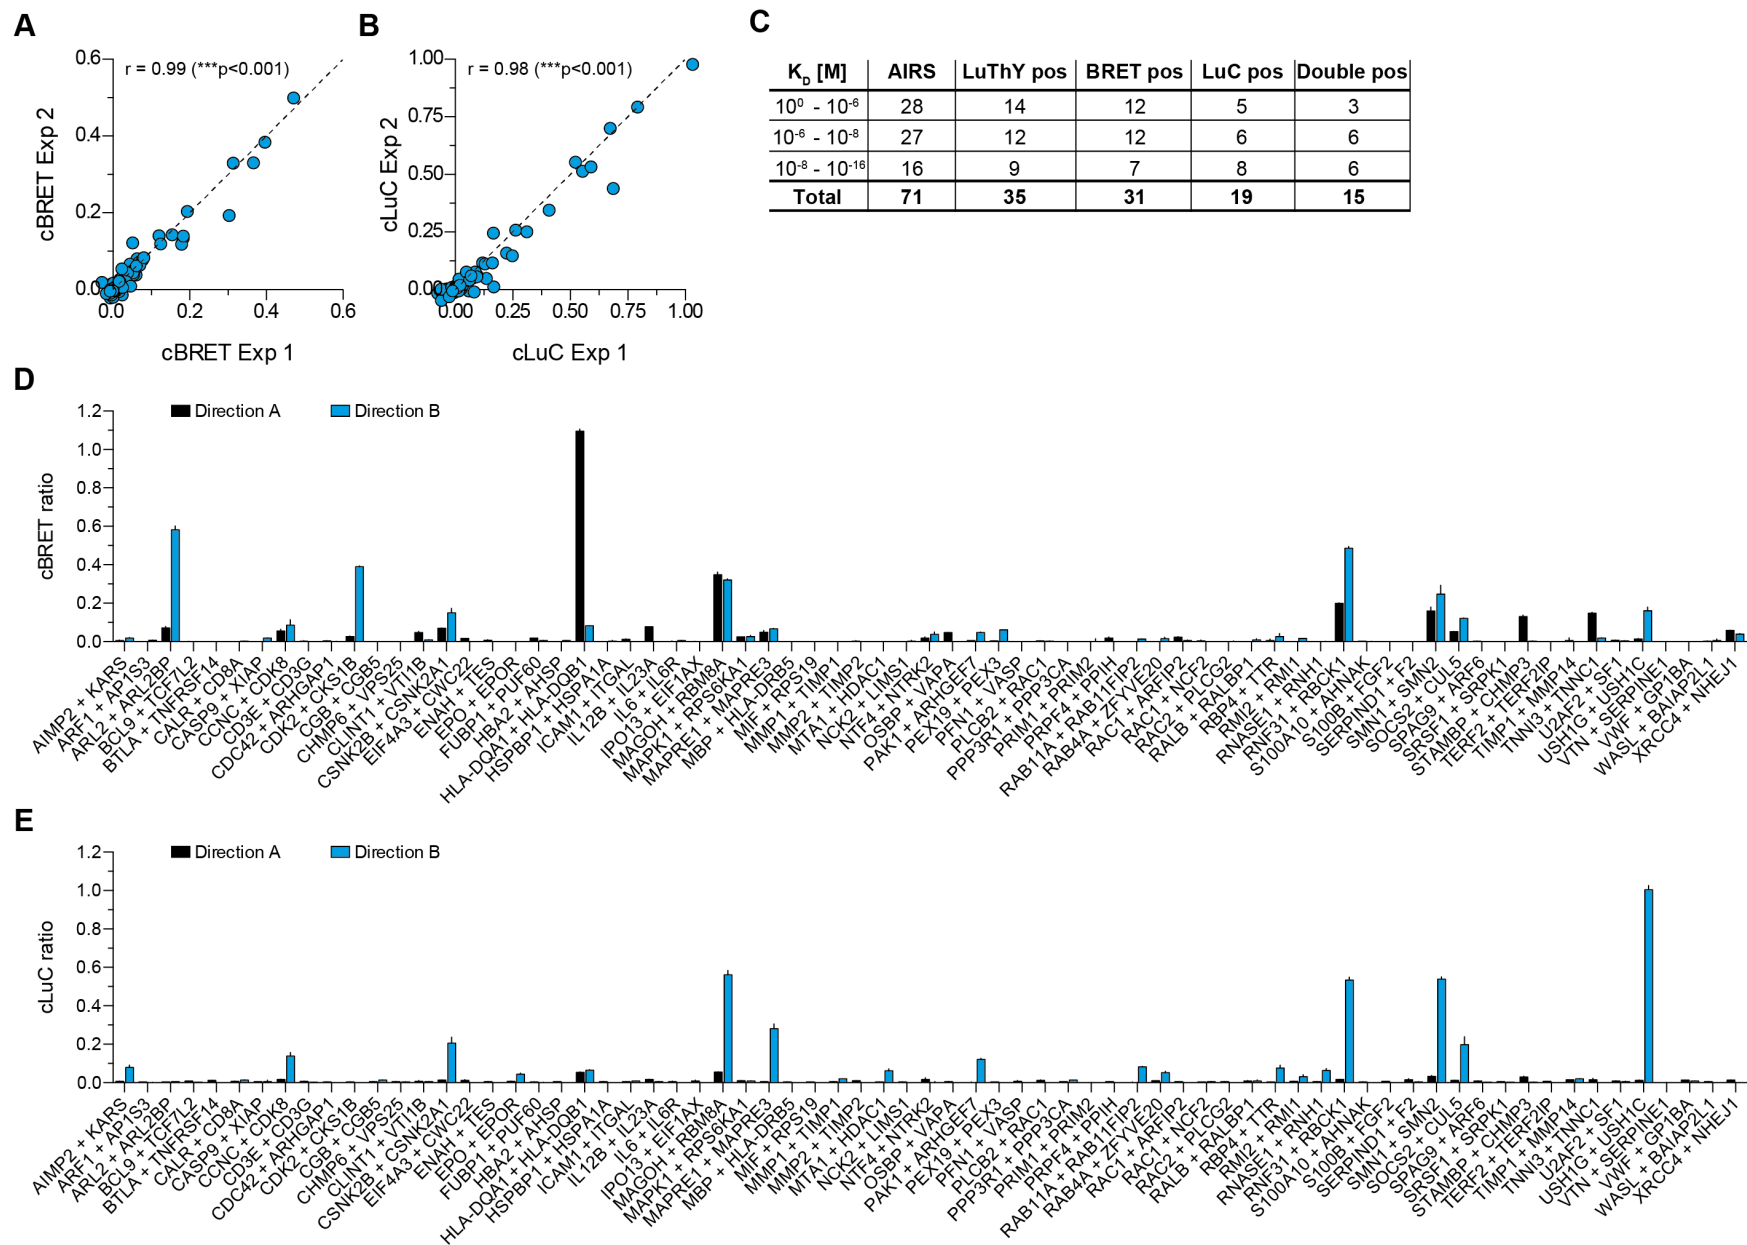 A
r = 0.99 (***p<0.001)
cBRET Exp 2
0.6
0.4
0.2
0.0
0.0 0.2 0.4 0.6
cBRET Exp 1
B
r = 0.98 (***p<0.001)
cLuC Exp 2
1.00
0.75
0.50
0.25
0.00
0.00 0.25 0.50 0.75 1.00
cLuC Exp 1
C
KD [M] AIRS LuThY pos BRET pos LuC pos Double pos
10⁰ - 10⁻⁶ 28 14 12 5 3
10⁻⁶ - 10⁻⁸ 27 12 12 6 6
10⁻⁸ - 10⁻¹⁶ 16 9 7 8 6
Total 71 35 31 19 15
D
Direction A Direction B
cBRET ratio
1.2
1.0
0.8
0.6
0.4
0.2
0.0
AIMP2 + KARS
ARF1 + AP1S3
ARL2 + ARL2BP
BCL9 + TCF7L2
BTLA + TNFRSF14
CALR + CD8A
CASP9 + XIAP
CCNC + CDK8
CD3E + CD3G
CDC42 + ARHGAP1
CDK2 + CKS1B
CGB + CGB5
CHMP6 + VPS25
CLINT1 + VTI1B
CSNK2B + CSNK2A1
EIF4A3 + CWC22
ENAH + TES
EPO + EPOR
FUBP1 + PUF60
HBA2 + AHSP
HLA-DQA1 + HLA-DQB1
HSPBP1 + HSPA1A
ICAM1 + ITGAL
IL12B + IL23A
IL6 + IL6R
IPO13 + EIF1AX
MAGOH + RBM8A
MAPK1 + RPS6KA1
MAPRE1 + MAPRE3
MBP + HLA-DRB5
MIF + RPS19
MMP1 + TIMP1
MMP2 + TIMP2
MTA1 + HDAC1
NCK2 + LIMS1
NTF4 + NTRK2
OSBP + VAPA
PAK1 + ARHGEF7
PEX19 + PEX3
PFN1 + VASP
PLCB2 + RAC1
PPP3R1 + PPP3CA
PRIM1 + PRIM2
PRPF4 + PPIH
RAB11A + RAB11FIP2
RAB4A + ZFYVE20
RAC1 + ARFIP2
RAC1 + NCF2
RAC2 + PLCG2
RALB + RALBP1
RBP4 + TTR
RMI2 + RMI1
RNASE1 + RNH1
RNF31 + RBCK1
S100A10 + AHNAK
S100B + FGF2
SERPIND1 + F2
SMN1 + SMN2
SOCS2 + CUL5
SPAG9 + ARF6
SRSF1 + SRPK1
STAMBP + CHMP3
TERF2 + TERF2IP
TIMP1 + MMP14
TNNI3 + TNNC1
U2AF2 + SF1
USH1G + USH1C
VTN + SERPINE1
VWF + GP1BA
WASL + BAIAP2L1
XRCC4 + NHEJ1
E
Direction A Direction B
cLuC ratio
1.2
1.0
0.8
0.6
0.4
0.2
0.0
AIMP2 + KARS
ARF1 + AP1S3
ARL2 + ARL2BP
BCL9 + TCF7L2
BTLA + TNFRSF14
CALR + CD8A
CASP9 + XIAP
CCNC + CDK8
CD3E + CD3G
CDC42 + ARHGAP1
CDK2 + CKS1B
CGB + CGB5
CHMP6 + VPS25
CLINT1 + VTI1B
CSNK2B + CSNK2A1
EIF4A3 + CWC22
ENAH + TES
EPO + EPOR
FUBP1 + PUF60
HBA2 + AHSP
HLA-DQA1 + HLA-DQB1
HSPBP1 + HSPA1A
ICAM1 + ITGAL
IL12B + IL23A
IL6 + IL6R
IPO13 + EIF1AX
MAGOH + RBM8A
MAPK1 + RPS6KA1
MAPRE1 + MAPRE3
MBP + HLA-DRB5
MIF + RPS19
MMP1 + TIMP1
MMP2 + TIMP2
MTA1 + HDAC1
NCK2 + LIMS1
NTF4 + NTRK2
OSBP + VAPA
PAK1 + ARHGEF7
PEX19 + PEX3
PFN1 + VASP
PLCB2 + RAC1
PPP3R1 + PPP3CA
PRIM1 + PRIM2
PRPF4 + PPIH
RAB11A + RAB11FIP2
RAB4A + ZFYVE20
RAC1 + ARFIP2
RAC1 + NCF2
RAC2 + PLCG2
RALB + RALBP1
RBP4 + TTR
RMI2 + RMI1
RNASE1 + RNH1
RNF31 + RBCK1
S100A10 + AHNAK
S100B + FGF2
SERPIND1 + F2
SMN1 + SMN2
SOCS2 + CUL5
SPAG9 + ARF6
SRSF1 + SRPK1
STAMBP + CHMP3
TERF2 + TERF2IP
TIMP1 + MMP14
TNNI3 + TNNC1
U2AF2 + SF1
USH1G + USH1C
VTN + SERPINE1
VWF + GP1BA
WASL + BAIAP2L1
XRCC4 + NHEJ1